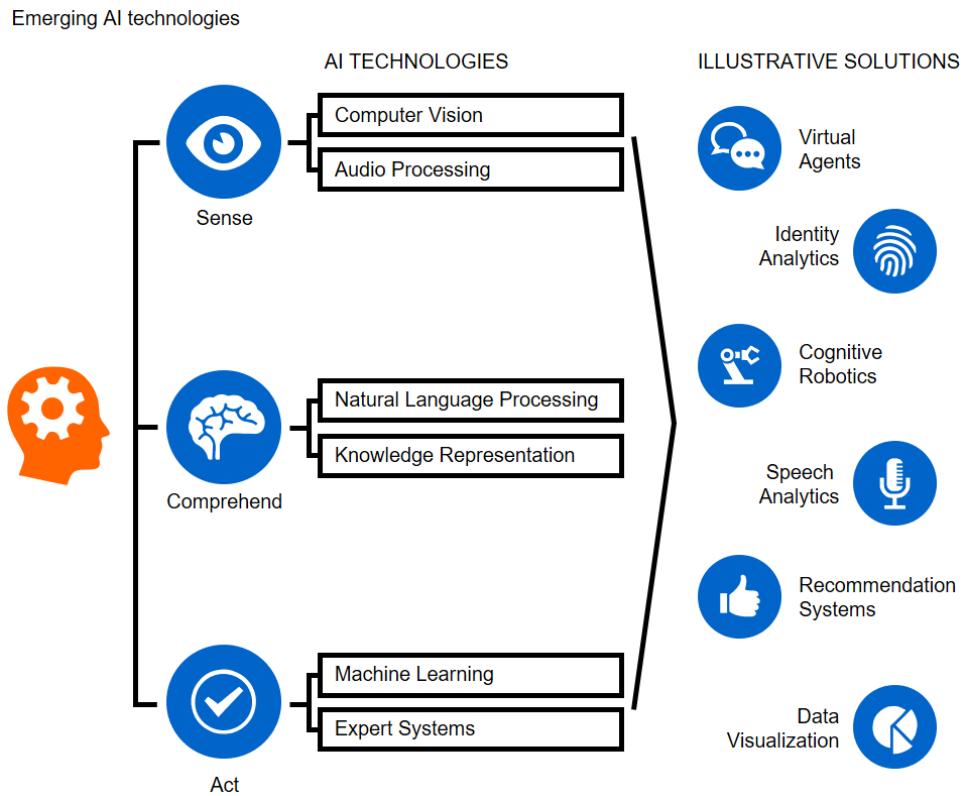 Emerging AI technologies
AI TECHNOLOGIES
ILLUSTRATIVE SOLUTIONS
Sense
Computer Vision
Audio Processing
Comprehend
Natural Language Processing
Knowledge Representation
Act
Machine Learning
Expert Systems
Virtual
Agents
Identity
Analytics
Cognitive
Robotics
Speech
Analytics
Recommendation
Systems
Data
Visualization